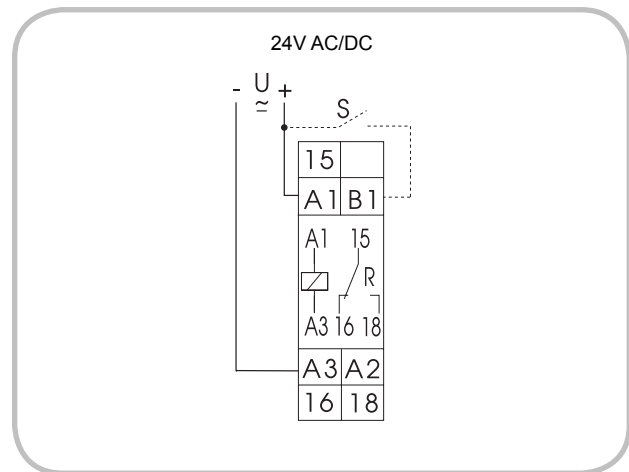 24V AC/DC
- U +
≃
S
15
A1 B1
A1 15
R
A3 16 18
A3 A2
16 18